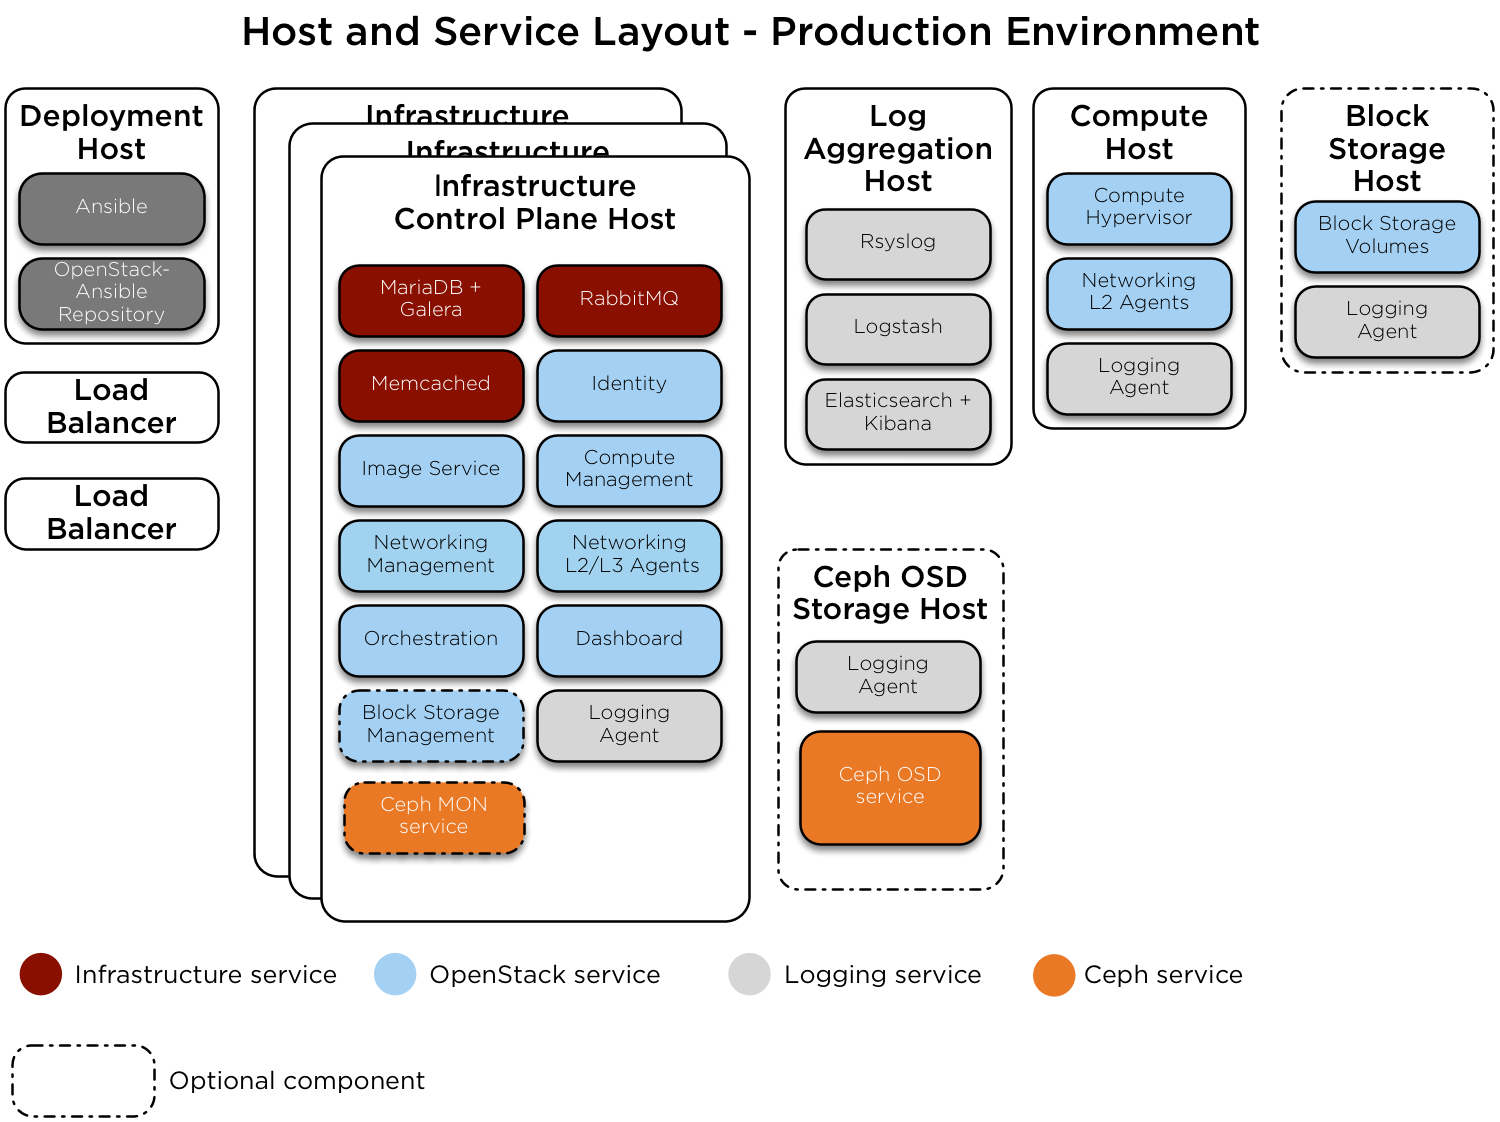 Host and Service Layout - Production Environment
Deployment
Host
Ansible
OpenStack-
Ansible
Repository
Load
Balancer
Load
Balancer
Infrastructure
Infrastructure
Infrastructure
Control Plane Host
MariaDB +
Galera
RabbitMQ
Memcached
Identity
Image Service
Compute
Management
Networking
Management
Networking
L2/L3 Agents
Orchestration
Dashboard
Block Storage
Management
Logging
Agent
Ceph MON
service
Log
Aggregation
Host
Rsyslog
Logstash
Elasticsearch +
Kibana
Compute
Host
Compute
Hypervisor
Networking
L2 Agents
Logging
Agent
Block
Storage
Host
Block Storage
Volumes
Logging
Agent
Ceph OSD
Storage Host
Logging
Agent
Ceph OSD
service
Infrastructure service
OpenStack service
Logging service
Ceph service
Optional component